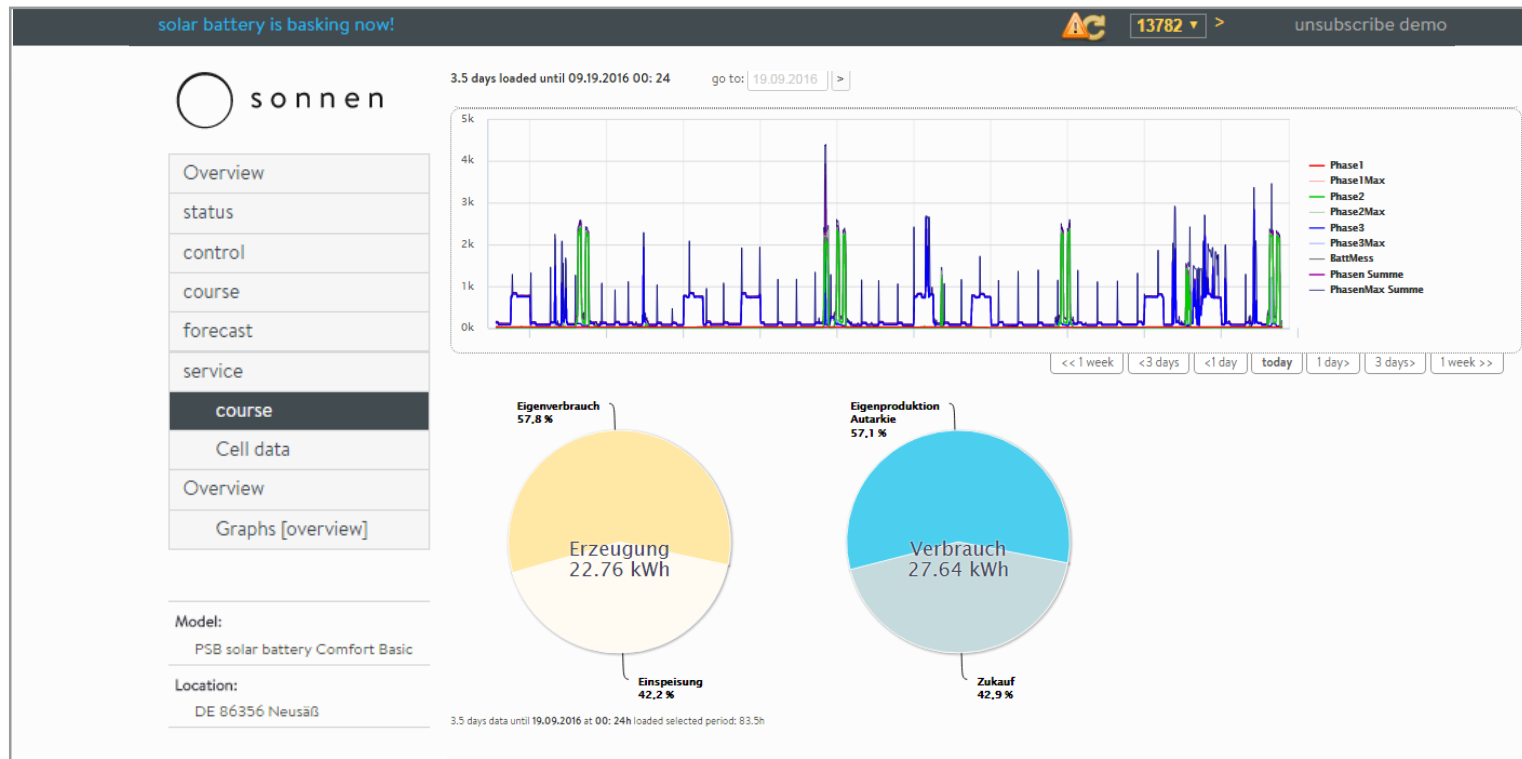 solar battery is basking now!
13782 ▼ >
unsubscribe demo
sonnen
Overview
status
control
course
forecast
service
course
Cell data
Overview
Graphs [overview]
Model:
PSB solar battery Comfort Basic
Location:
DE 86356 Neusäß
3.5 days loaded until 09.19.2016 00: 24
go to: 19.09.2016 >
5k
4k
3k
2k
1k
0k
Phase1
Phase1Max
Phase2
Phase2Max
Phase3
Phase3Max
BattMess
Phasen Summe
PhasenMax Summe
<< 1 week
<3 days
<1 day
today
1 day>
3 days>
1 week >>
Eigenverbrauch
57,8 %
Erzeugung
22.76 kWh
Einspeisung
42,2 %
Eigenproduktion
Autarkie
57,1 %
Verbrauch
27.64 kWh
Zukauf
42,9 %
3.5 days data until 19.09.2016 at 00: 24h loaded selected period: 83.5h